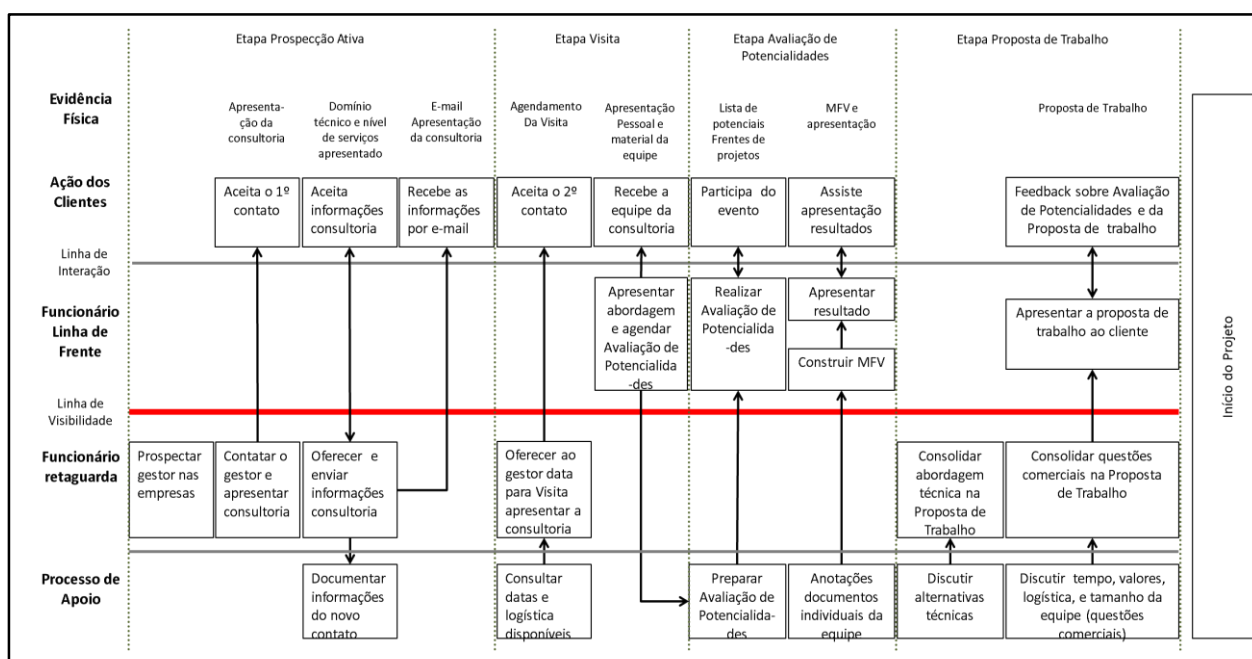 Etapa Prospecção Ativa
Etapa Visita
Etapa Avaliação de
Potencialidades
Etapa Proposta de Trabalho
Evidência
Física
Apresenta-
ção da
consultoria
Domínio
técnico e nível
de serviços
apresentado
E-mail
Apresentação
da consultoria
Agendamento
Da Visita
Apresentação
Pessoal e
material da
equipe
Lista de
potenciais
Frentes de
projetos
MFV e
apresentação
Proposta de Trabalho
Ação dos
Clientes
Aceita o 1º
contato
Aceita
informações
consultoria
Recebe as
informações
por e-mail
Aceita o 2º
contato
Recebe a
equipe da
consultoria
Participa do
evento
Assiste
apresentação
resultados
Feedback sobre Avaliação
de Potencialidades e da
Proposta de trabalho
Linha de
Interação
Funcionário
Linha de
Frente
Apresentar
abordagem
e agendar
Avaliação de
Potencialida
-des
Realizar
Avaliação de
Potencialida
-des
Apresentar
resultado
Construir MFV
Apresentar a proposta de
trabalho ao cliente
Linha de
Visibilidade
Funcionário
retaguarda
Prospectar
gestor nas
empresas
Contatar o
gestor e
apresentar
consultoria
Oferecer e
enviar
informações
consultoria
Oferecer ao
gestor data
para Visita
apresentar a
consultoria
Consolidar
abordagem
técnica na
Proposta de
Trabalho
Consolidar questões
comerciais na Proposta
de Trabalho
Processo de
Apoio
Documentar
informações
do novo
contato
Consultar
datas e
logística
disponíveis
Preparar
Avaliação de
Potencialida-
des
Anotações
documentos
individuais da
equipe
Discutir
alternativas
técnicas
Discutir tempo, valores,
logística, e tamanho da
equipe (questões
comerciais)
Início do Projeto